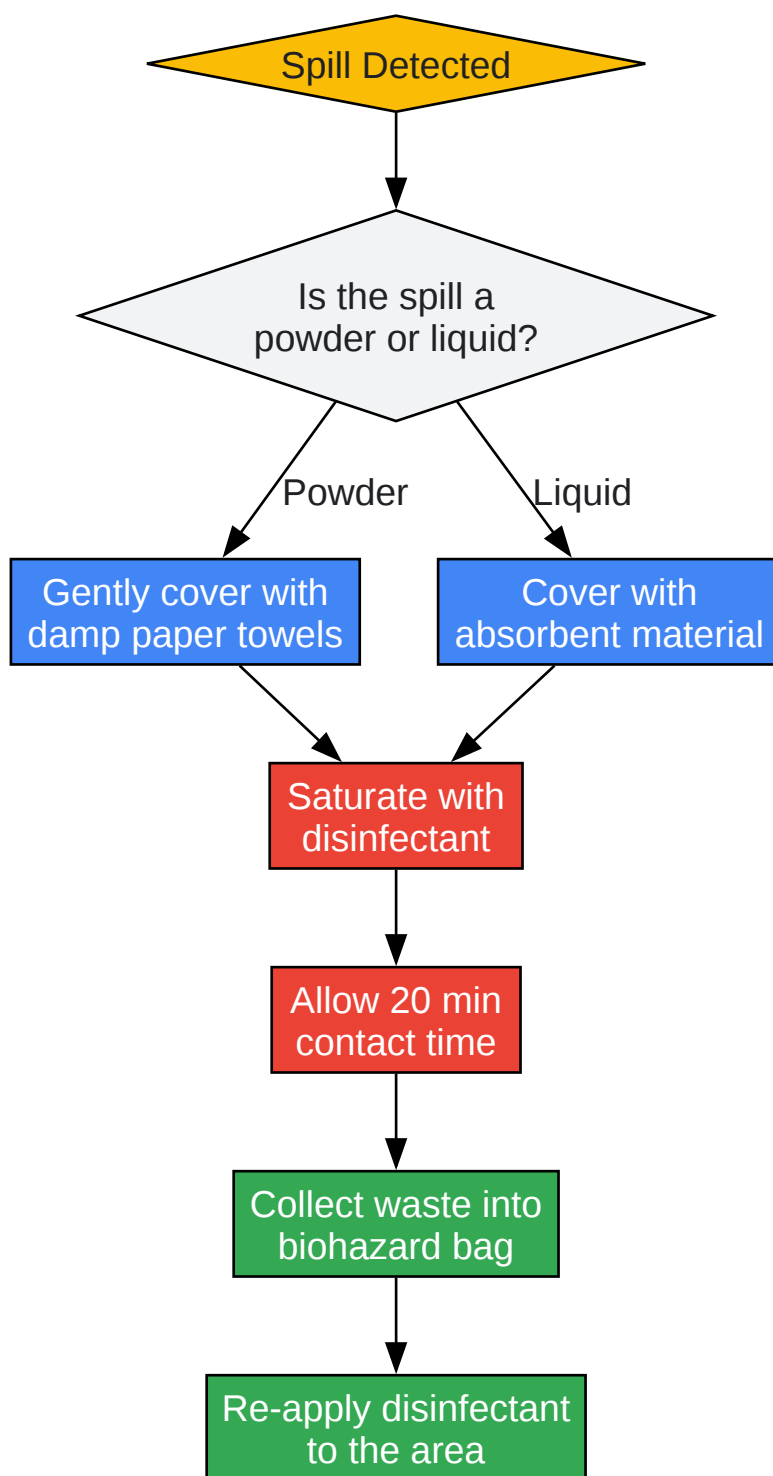 Spill Detected
Is the spill a
powder or liquid?
Powder
Liquid
Gently cover with
damp paper towels
Cover with
absorbent material
Saturate with
disinfectant
Allow 20 min
contact time
Collect waste into
biohazard bag
Re-apply disinfectant
to the area